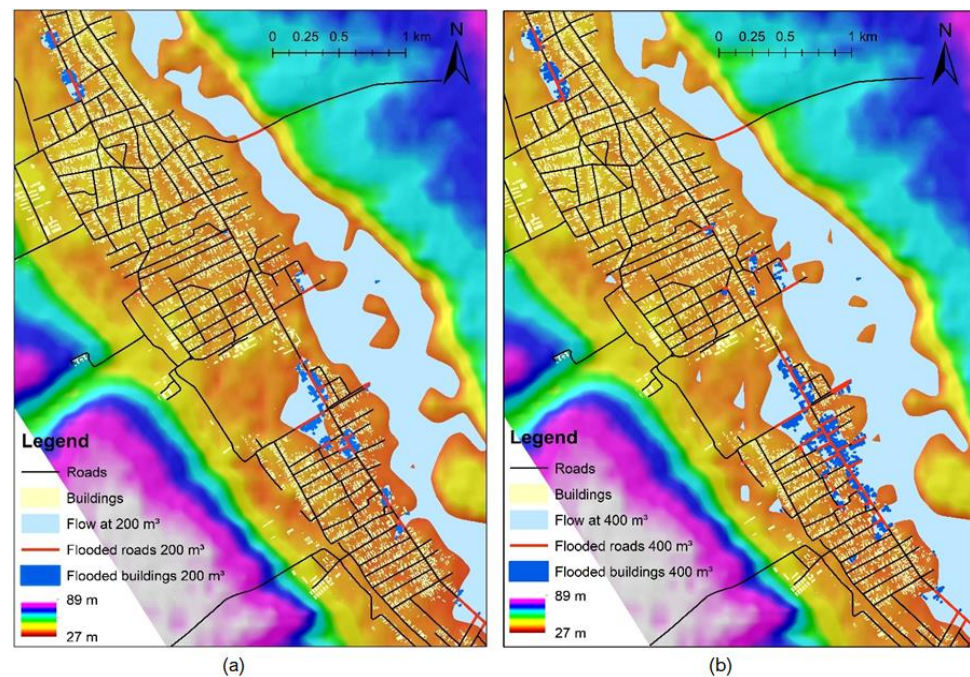 N
0 0.25 0.5 1 km
Legend
Roads
Buildings
Flow at 200 m³
Flooded roads 200 m³
Flooded buildings 200 m³
89 m
27 m
(a)
N
0 0.25 0.5 1 km
Legend
Roads
Buildings
Flow at 400 m³
Flooded roads 400 m³
Flooded buildings 400 m³
89 m
27 m
(b)